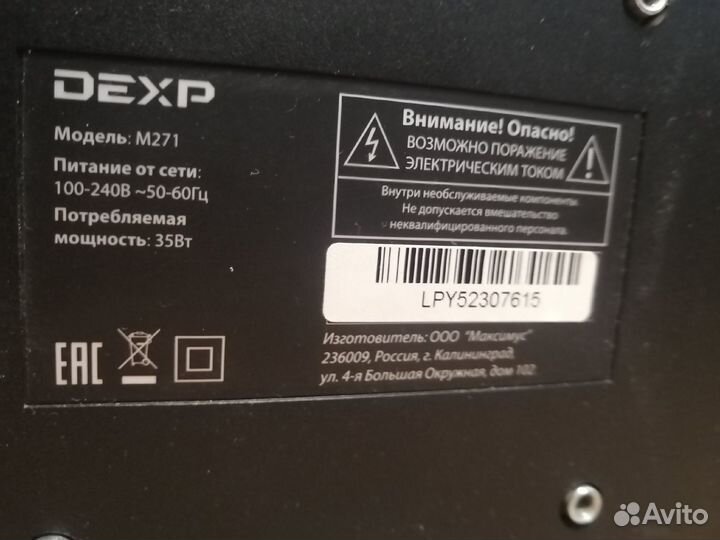 DEXP
Модель: M271
Питание от сети:
100-240В ~50-60Гц
Потребляемая
мощность: 35Вт
Внимание! Опасно!
ВОЗМОЖНО ПОРАЖЕНИЕ
ЭЛЕКТРИЧЕСКИМ ТОКОМ
Внутри необслуживаемые компоненты.
Не допускается вмешательство
неквалифицированного персонала.
LPY52307615
Изготовитель: ООО "Максимус"
236009, Россия, г. Калининград,
ул. 4-я Большая Окружная, дом 102
EAC
Avito